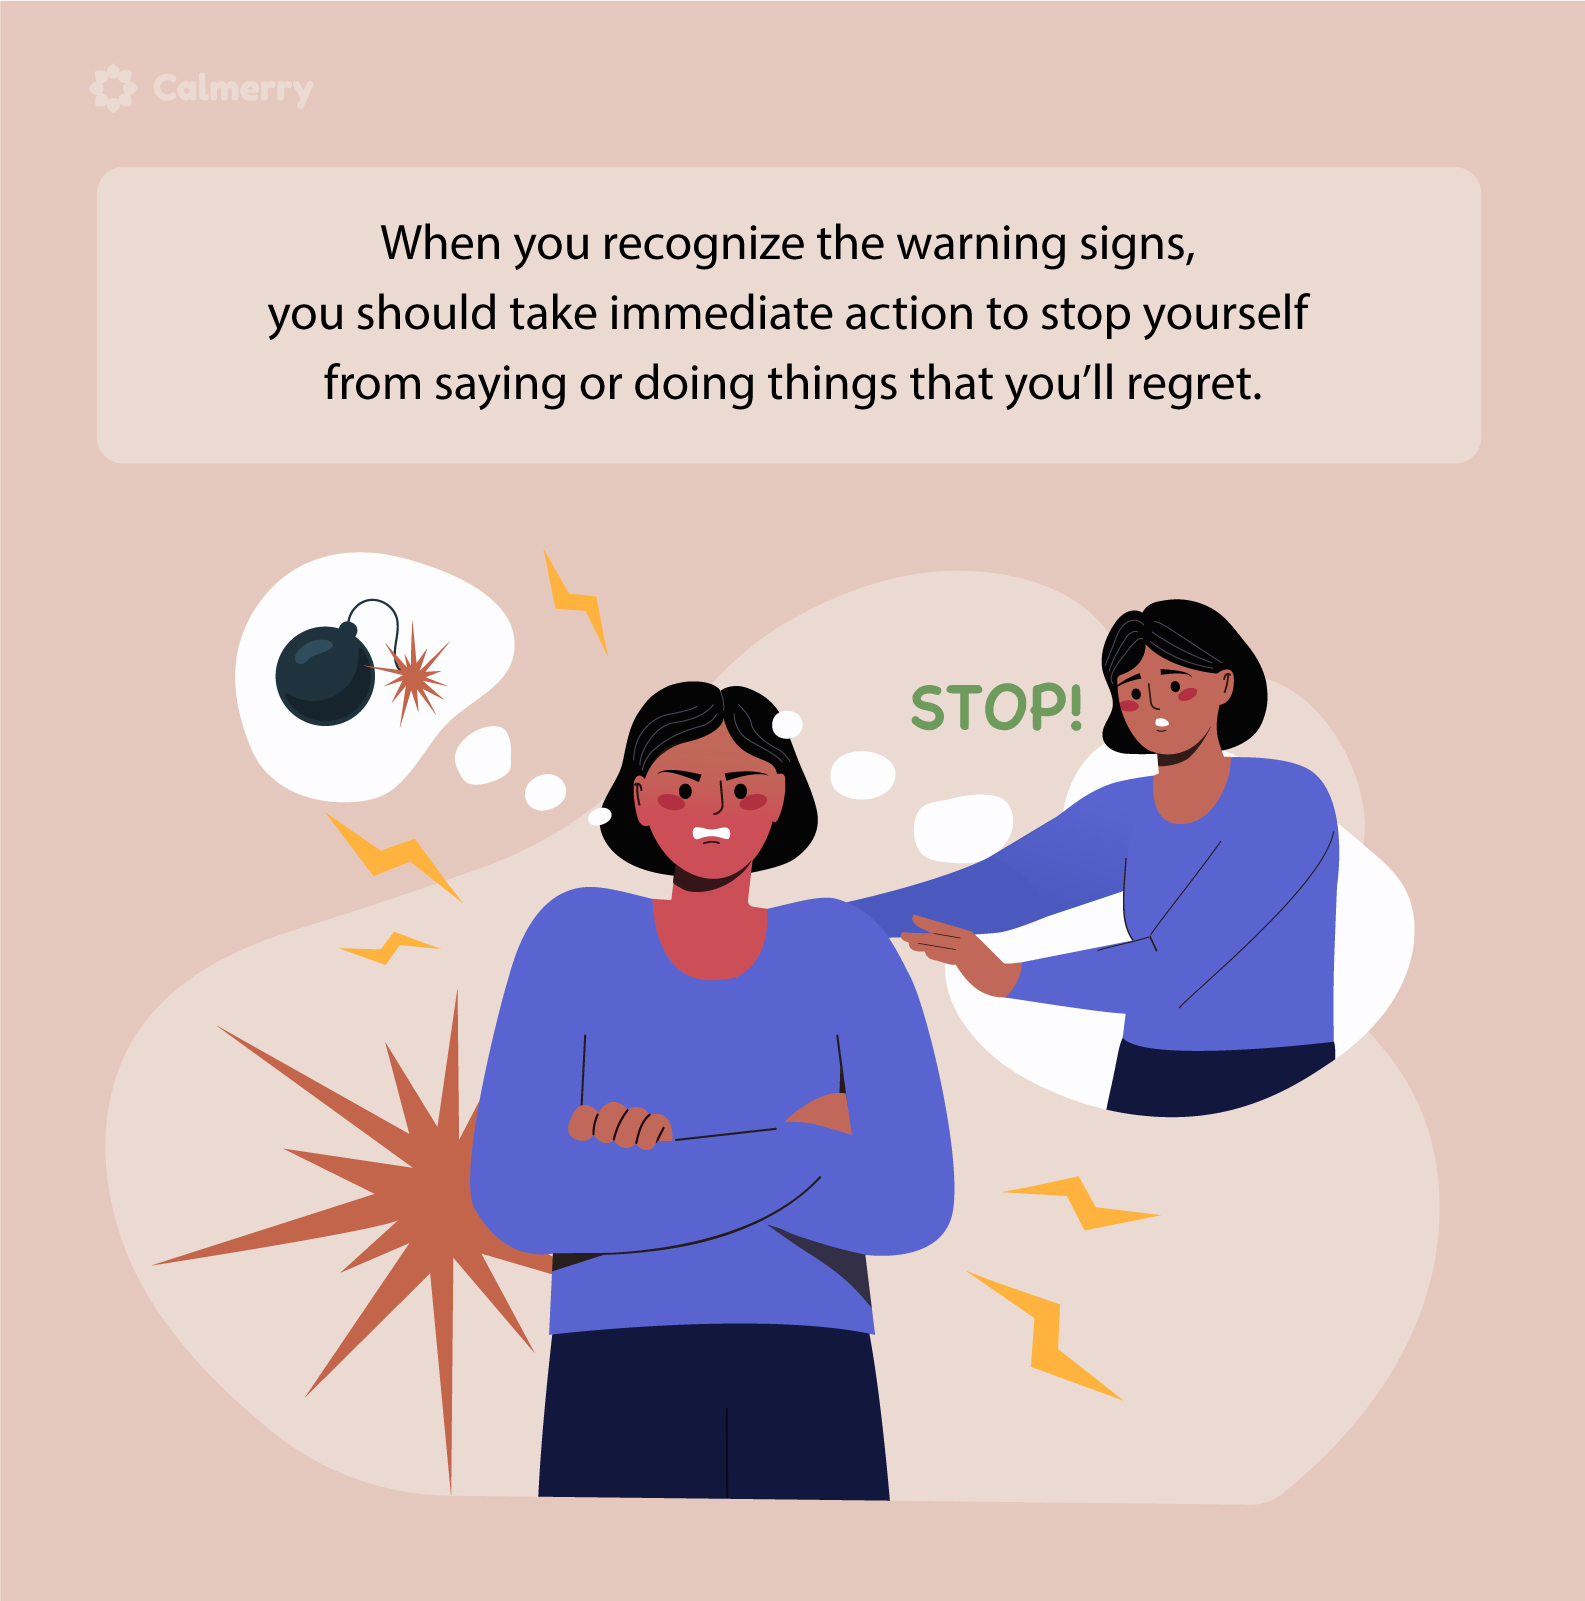 Calmerry
When you recognize the warning signs,
you should take immediate action to stop yourself
from saying or doing things that you’ll regret.
STOP!